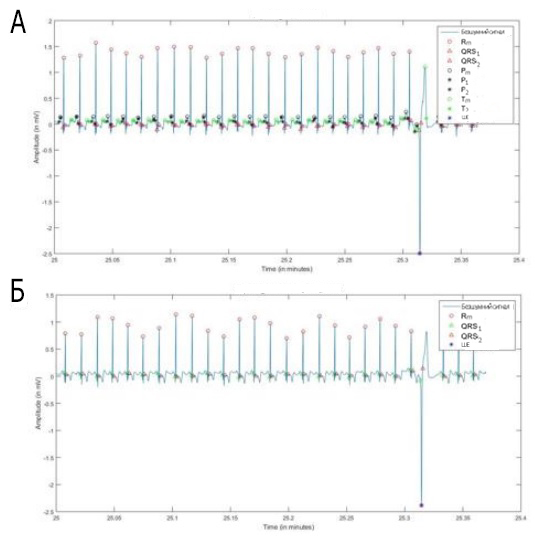 А
2
1.5
1
0.5
0
-0.5
-1
-1.5
-2
-2.5
Amplitude (in mV)
25
25.05
25.1
25.15
25.2
25.25
25.3
25.35
25.4
Time (in minutes)
Rm
QRS1
QRS2
Pm
P1
P2
Tm
T2
Б
1.5
1
0.5
0
-0.5
-1
-1.5
-2
-2.5
Amplitude (in mV)
25
25.05
25.1
25.15
25.2
25.25
25.3
25.35
25.4
Time (in minutes)
Rm
QRS1
QRS2